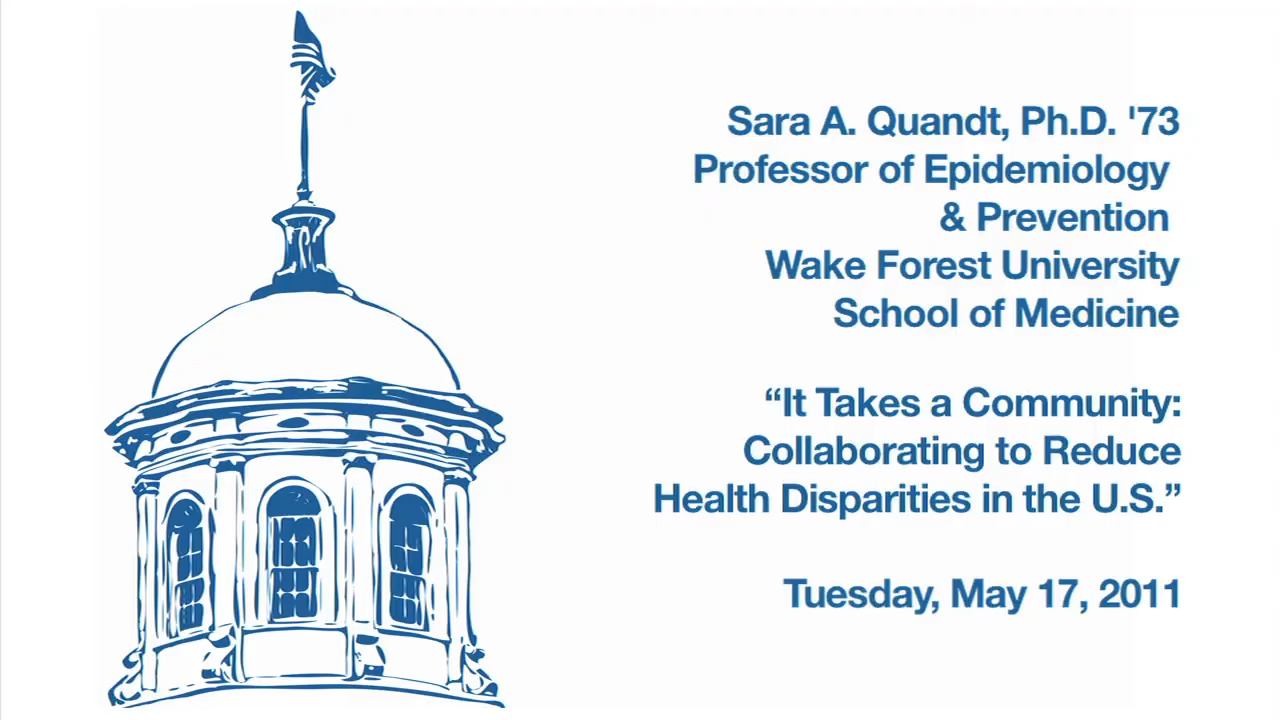 Sara A. Quandt, Ph.D. '73
Professor of Epidemiology
& Prevention
Wake Forest University
School of Medicine
“It Takes a Community:
Collaborating to Reduce
Health Disparities in the U.S.”
Tuesday, May 17, 2011